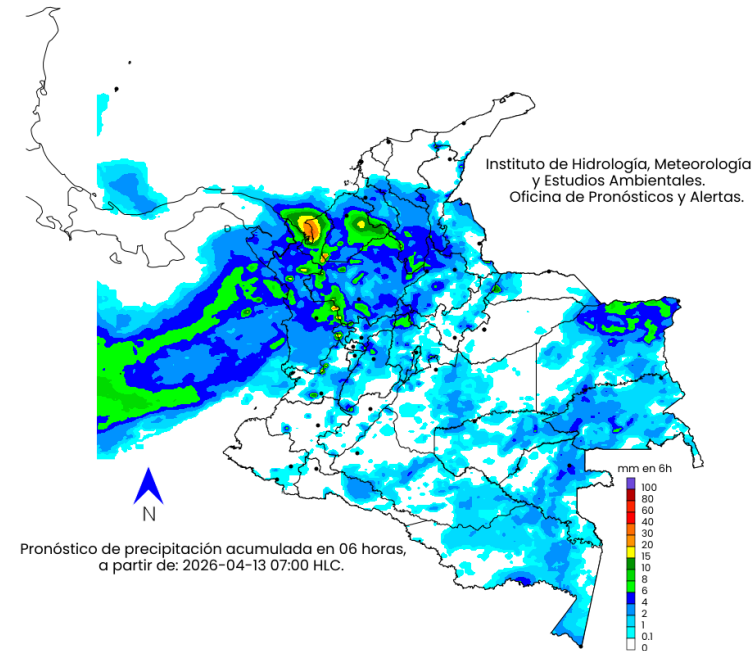 Instituto de Hidrología, Meteorología
y Estudios Ambientales.
Oficina de Pronósticos y Alertas.
mm en 6h
100
80
60
40
30
20
15
10
8
6
4
2
1
0.1
0
N
Pronóstico de precipitación acumulada en 06 horas,
a partir de: 2026-04-13 07:00 HLC.